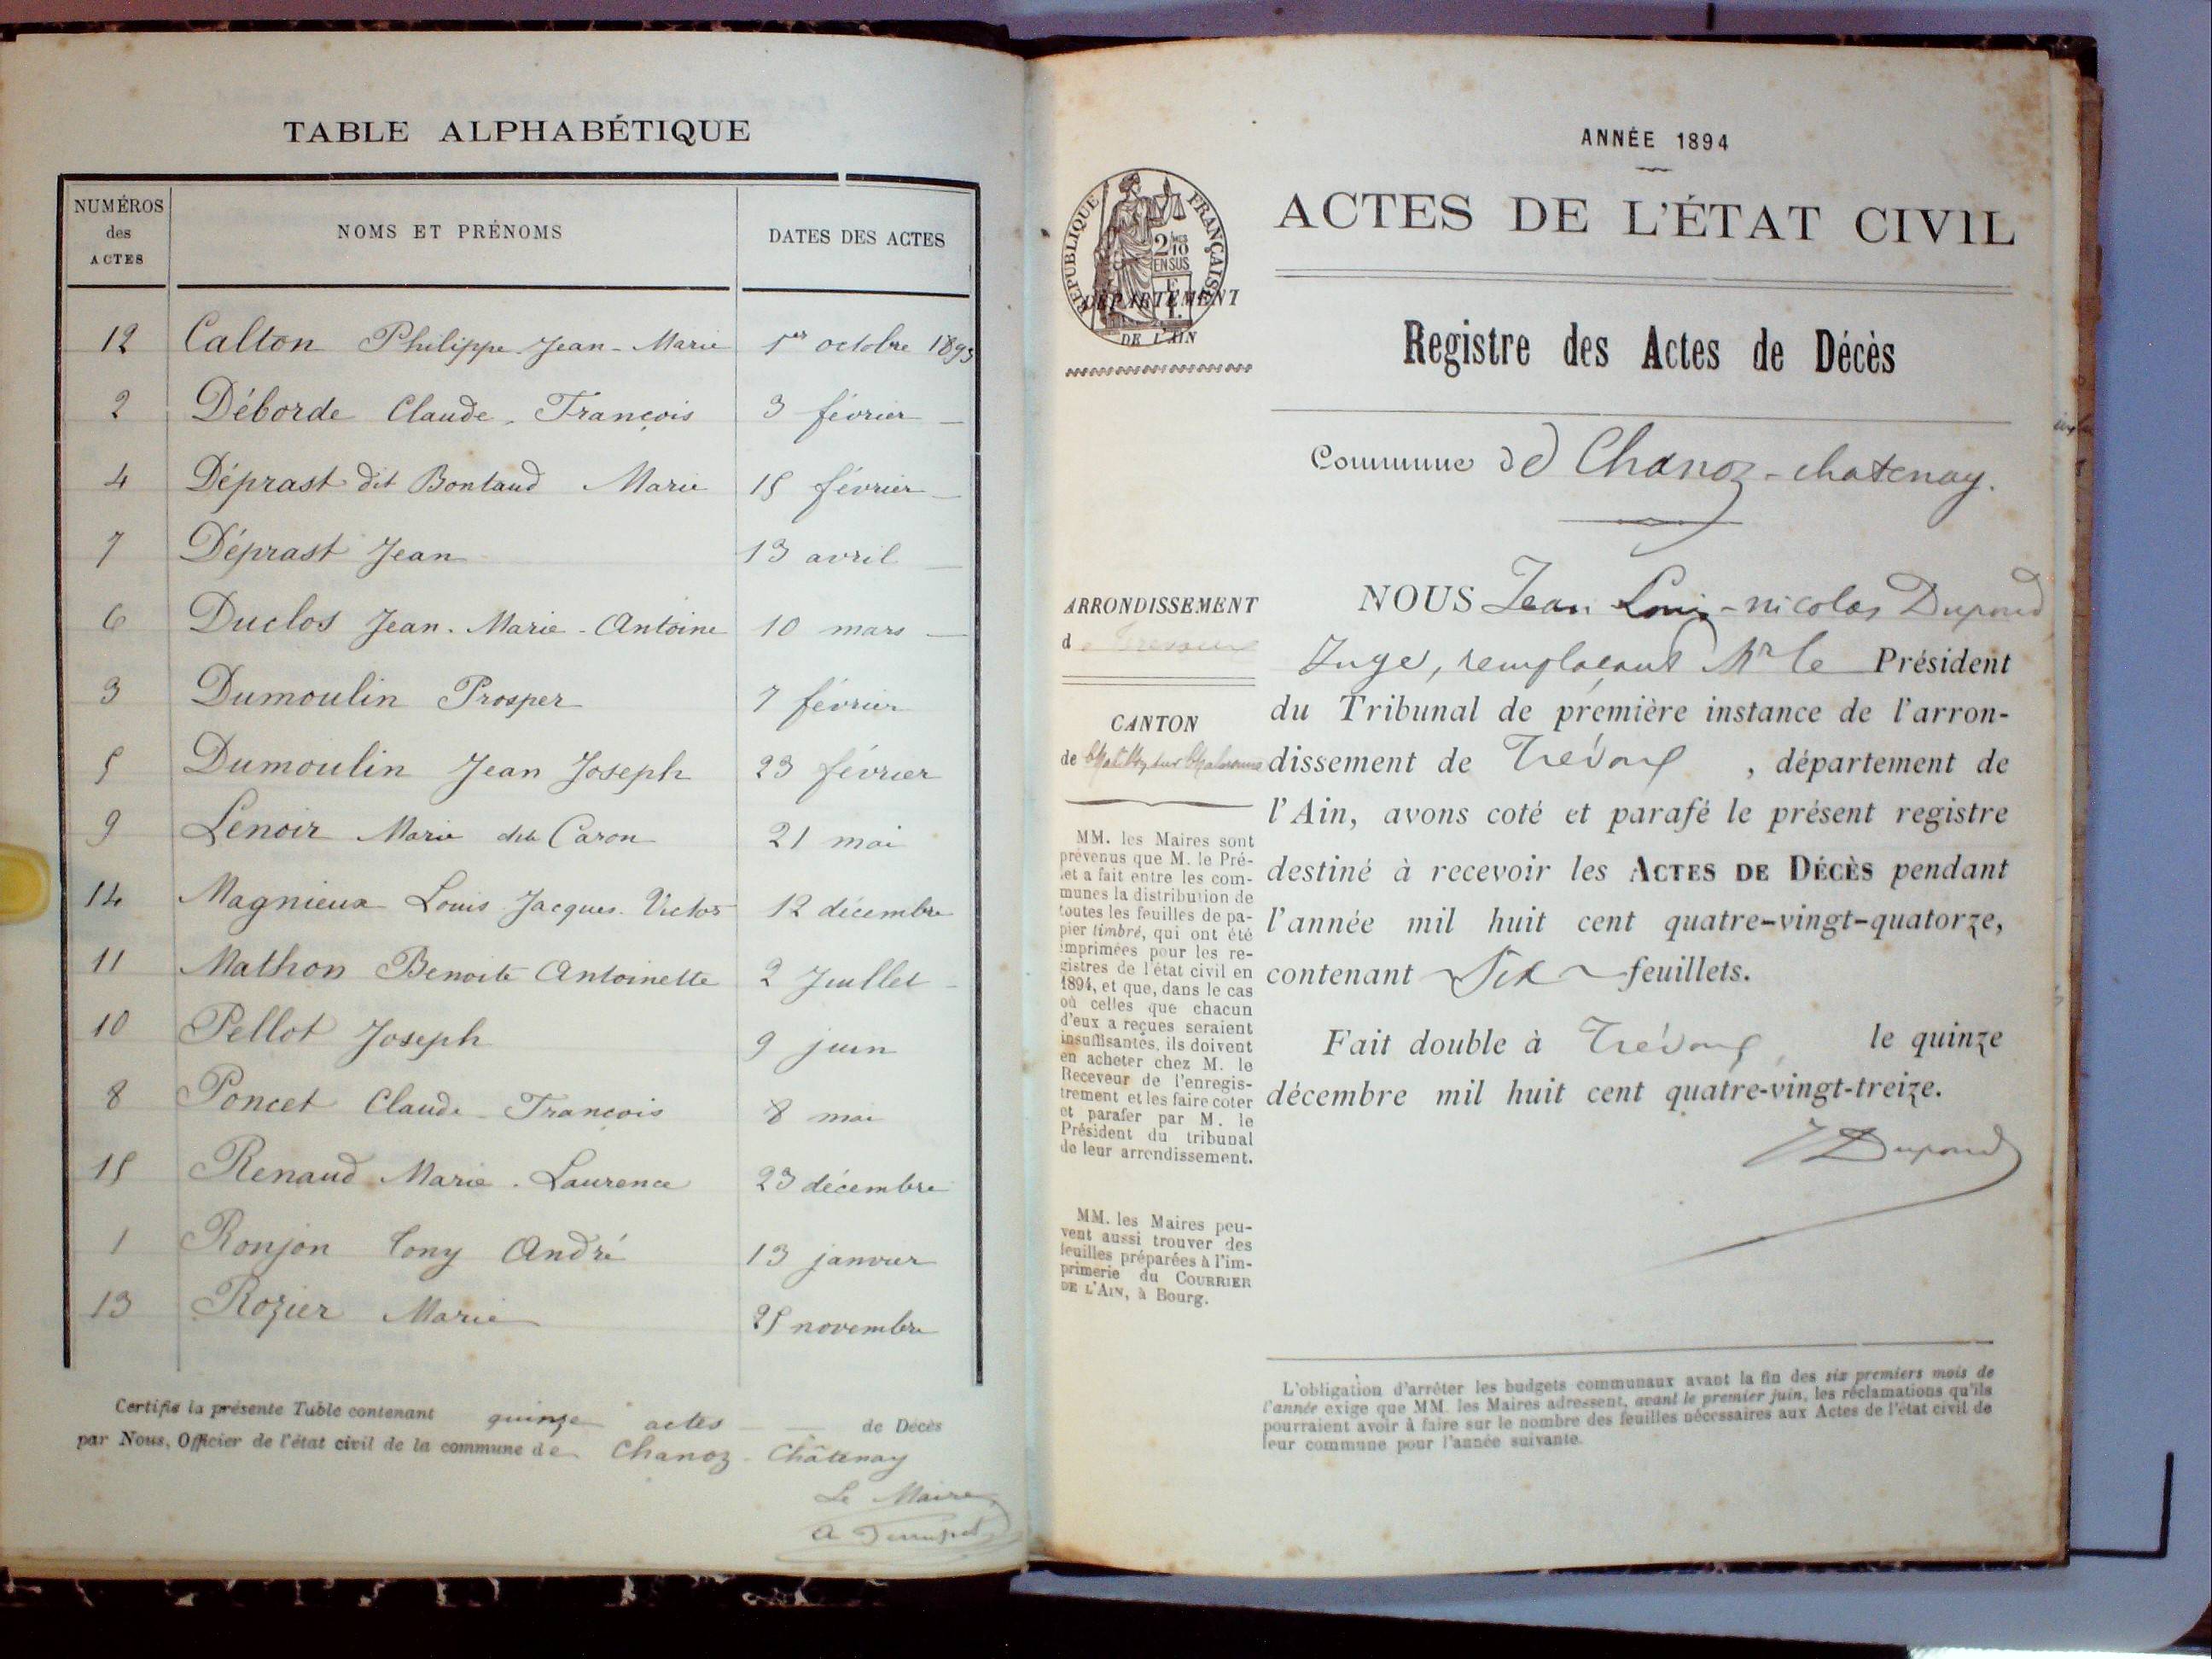 TABLE ALPHABÉTIQUE
NUMÉROS des ACTES
NOMS ET PRÉNOMS
DATES DES ACTES
12 Calton Philippe Jean-Marie 1er octobre 1893
2 Déborde Claude François 3 février —
4 Déprast dit Bontaud Marie 15 février —
7 Déprast Jean 13 avril —
6 Duclos Jean-Marie-Antoine 10 mars —
3 Dumoulin Prosper 7 février
5 Dumoulin Jean Joseph 23 février
9 Lenoir Marie dite Caron 21 mai
14 Magnieux Louis Jacques Victor 12 décembre
11 Mathon Benoite Antoinette 2 Juillet —
10 Pellot Joseph 9 juin
8 Poncet Claude-François 8 mai
15 Renaud Marie-Laurence 23 décembre
1 Ronjon Tony André 13 janvier
13 Rozier Marie 25 novembre
Certifié la présente Table contenant quinze actes de Décès
par Nous, Officier de l'état civil de la commune de Chanoz-Châtenay
Le Maire
ANNÉE 1894
ACTES DE L'ÉTAT CIVIL
RÉPUBLIQUE FRANÇAISE
2/10 EN SUS
DÉPARTEMENT
DE L'AIN
Registre des Actes de Décès
Commune de Chanoz-chatenay.
ARRONDISSEMENT
d
CANTON
de Chatillon sur Chalaronne
MM. les Maires sont
prévenus que M. le Pré-
fet a fait entre les com-
munes la distribution de
toutes les feuilles de pa-
pier timbré, qui ont été
imprimées pour les re-
gistres de l'état civil en
1894, et que, dans le cas
où celles que chacun
d'eux a reçues seraient
insuffisantes, ils doivent
en acheter chez M. le
Receveur de l'enregis-
trement et les faire coter
et parafer par M. le
Président du tribunal
de leur arrondissement.
MM. les Maires peu-
vent aussi trouver des
feuilles préparées à l'im-
primerie du COURRIER
DE L'AIN, à Bourg.
NOUS Jean Louis-nicolas Dupond
Juge, remplaçant Mr le Président
du Tribunal de première instance de l'arron-
dissement de Trévoux, département de
l'Ain, avons coté et parafé le présent registre
destiné à recevoir les ACTES DE DÉCÈS pendant
l'année mil huit cent quatre-vingt-quatorze,
contenant Six feuillets.
Fait double à Trévoux, le quinze
décembre mil huit cent quatre-vingt-treize.
J Dupond
L'obligation d'arrêter les budgets communaux avant la fin des six premiers mois de
l'année exige que MM. les Maires adressent, avant le premier juin, les réclamations qu'ils
pourraient avoir à faire sur le nombre des feuilles nécessaires aux Actes de l'état civil de
leur commune pour l'année suivante.